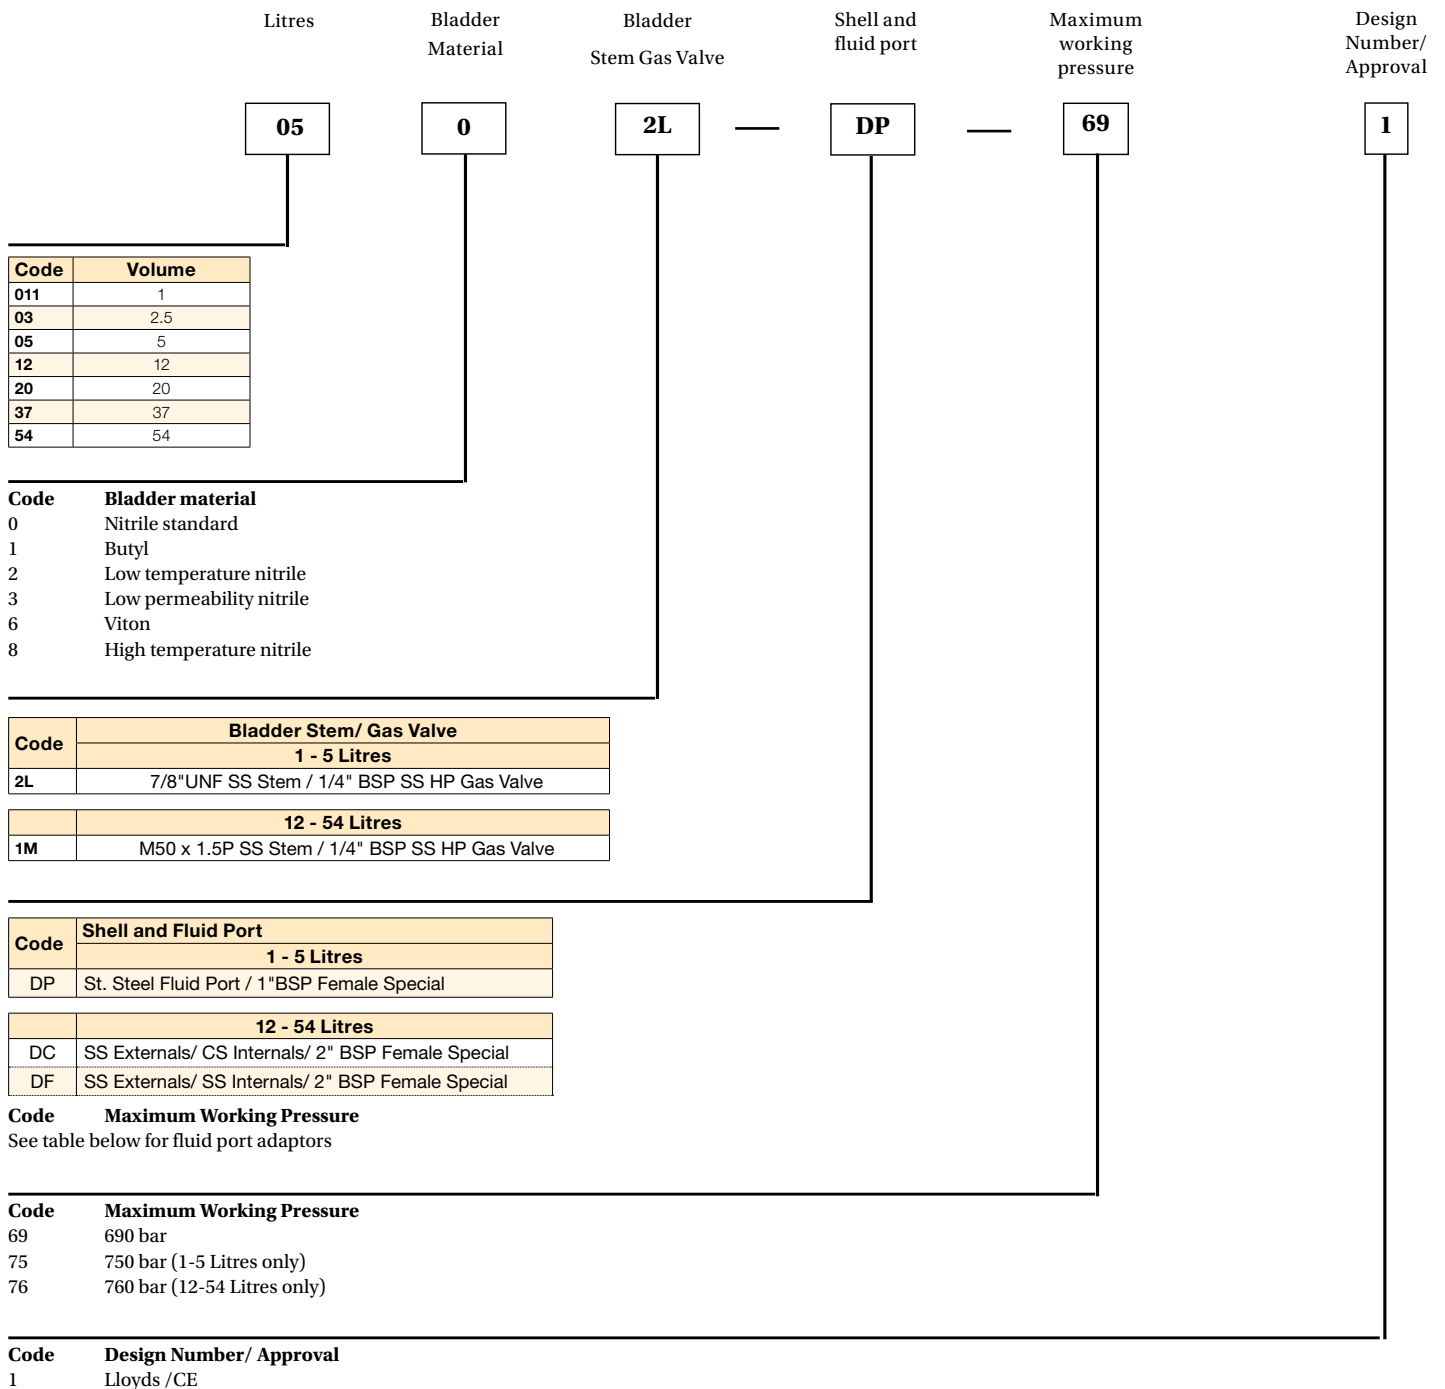 Litres
Bladder
Material
Bladder
Stem Gas Valve
Shell and
fluid port
Maximum
working
pressure
Design
Number/
Approval
05 0 2L — DP — 69 1
Code Volume
011 1
03 2.5
05 5
12 12
20 20
37 37
54 54
Code Bladder material
0 Nitrile standard
1 Butyl
2 Low temperature nitrile
3 Low permeability nitrile
6 Viton
8 High temperature nitrile
Code Bladder Stem/ Gas Valve
1 - 5 Litres
2L 7/8"UNF SS Stem / 1/4" BSP SS HP Gas Valve
12 - 54 Litres
1M M50 x 1.5P SS Stem / 1/4" BSP SS HP Gas Valve
Code Shell and Fluid Port
1 - 5 Litres
DP St. Steel Fluid Port / 1"BSP Female Special
12 - 54 Litres
DC SS Externals/ CS Internals/ 2" BSP Female Special
DF SS Externals/ SS Internals/ 2" BSP Female Special
Code Maximum Working Pressure
See table below for fluid port adaptors
Code Maximum Working Pressure
69 690 bar
75 750 bar (1-5 Litres only)
76 760 bar (12-54 Litres only)
Code Design Number/ Approval
1 Lloyds /CE